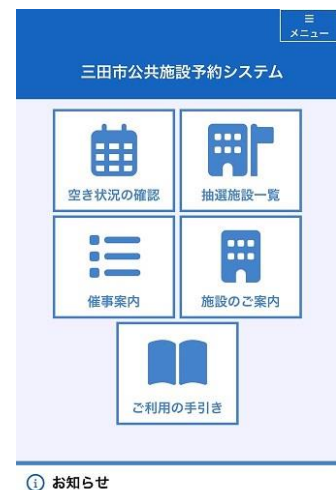 メニュー
三田市公共施設予約システム
空き状況の確認
抽選施設一覧
催事案内
施設のご案内
ご利用の手引き
お知らせ